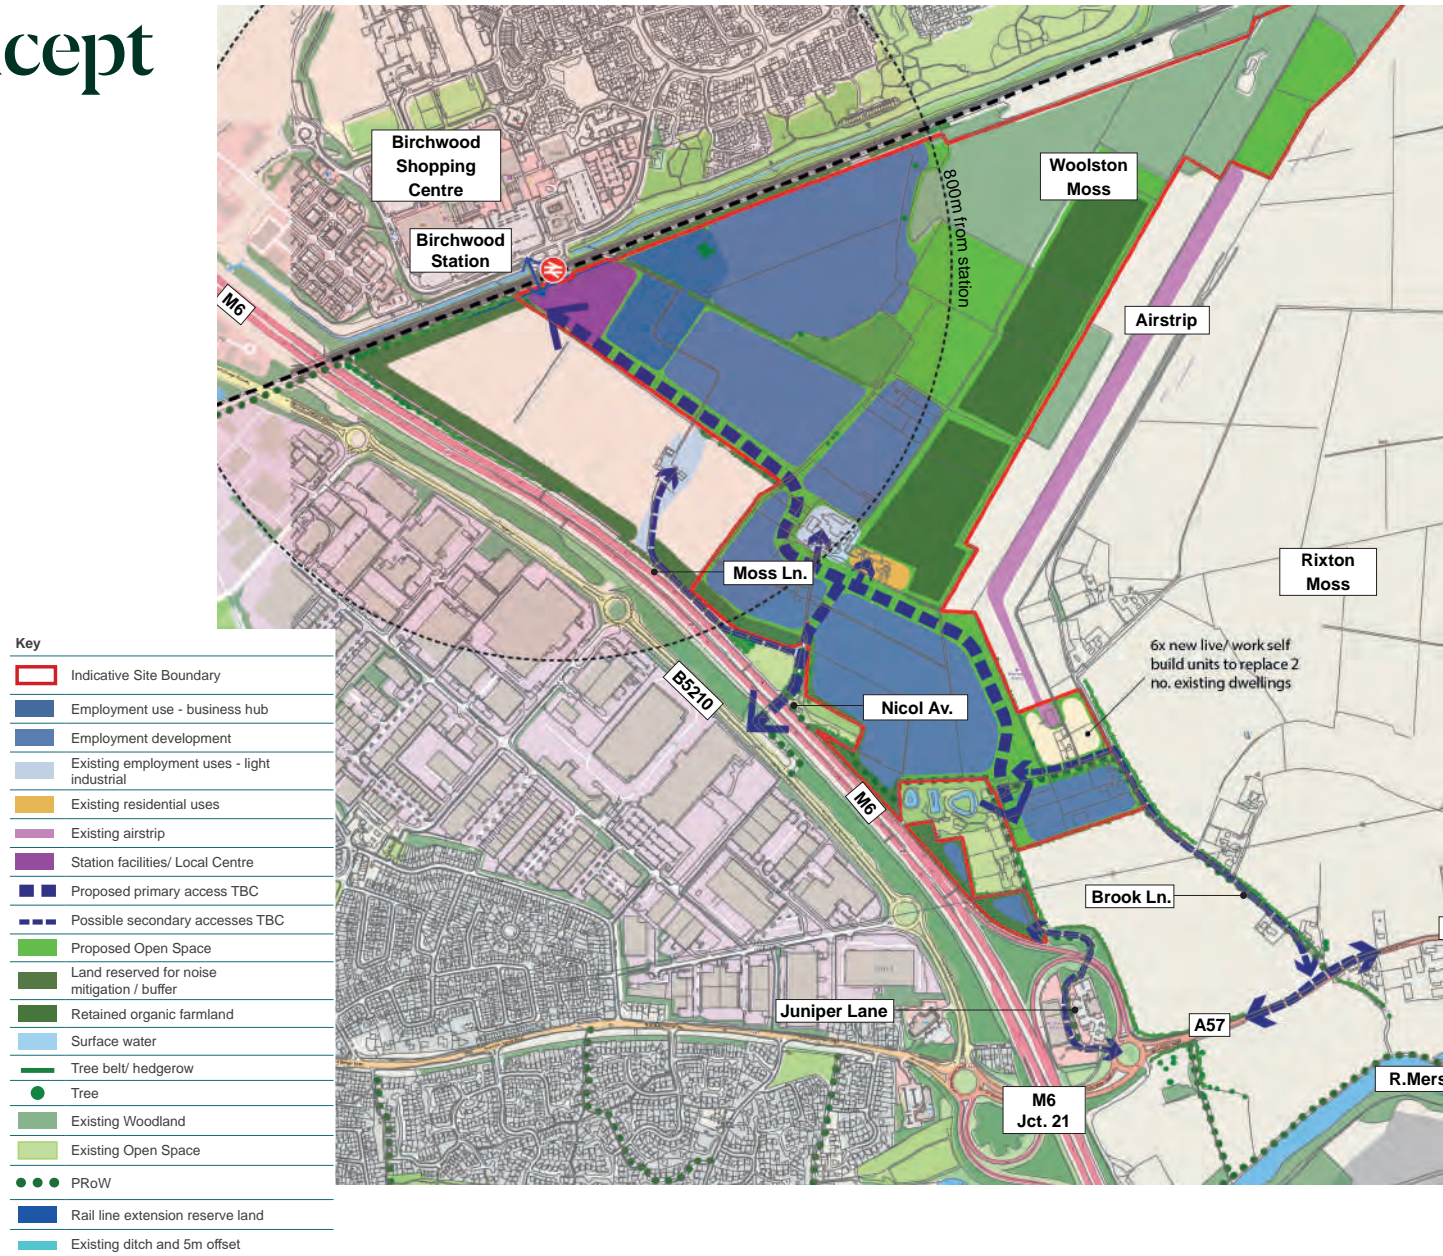 cept
Birchwood
Shopping
Centre
Birchwood
Station
M6
Woolston
Moss
800m from station
Airstrip
Rixton
Moss
Moss Ln.
6x new live/ work self
build units to replace 2
no. existing dwellings
B5210
Nicol Av.
M6
Brook Ln.
Juniper Lane
A57
R.Mers
M6
Jct. 21
Key
Indicative Site Boundary
Employment use - business hub
Employment development
Existing employment uses - light
industrial
Existing residential uses
Existing airstrip
Station facilities/ Local Centre
Proposed primary access TBC
Possible secondary accesses TBC
Proposed Open Space
Land reserved for noise
mitigation / buffer
Retained organic farmland
Surface water
Tree belt/ hedgerow
Tree
Existing Woodland
Existing Open Space
PRoW
Rail line extension reserve land
Existing ditch and 5m offset